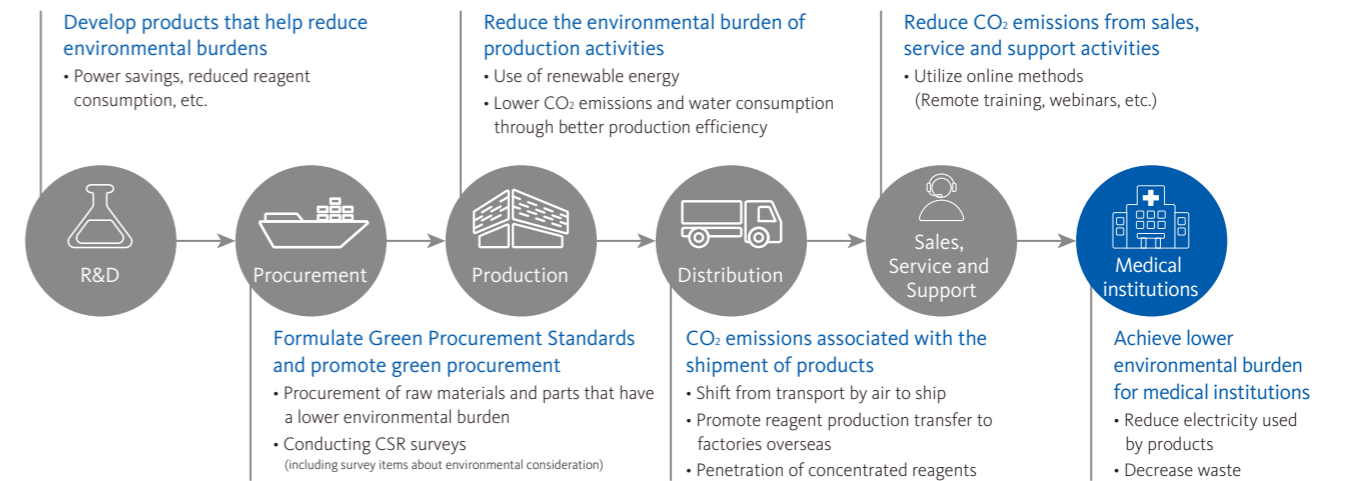 Develop products that help reduce
environmental burdens
• Power savings, reduced reagent
consumption, etc.
Reduce the environmental burden of
production activities
• Use of renewable energy
• Lower CO₂ emissions and water consumption
through better production efficiency
Reduce CO₂ emissions from sales,
service and support activities
• Utilize online methods
(Remote training, webinars, etc.)
R&D
Procurement
Production
Distribution
Sales,
Service and
Support
Medical
institutions
Formulate Green Procurement Standards
and promote green procurement
• Procurement of raw materials and parts that have
a lower environmental burden
• Conducting CSR surveys
(including survey items about environmental consideration)
CO₂ emissions associated with the
shipment of products
• Shift from transport by air to ship
• Promote reagent production transfer to
factories overseas
• Penetration of concentrated reagents
Achieve lower
environmental burden
for medical institutions
• Reduce electricity used
by products
• Decrease waste